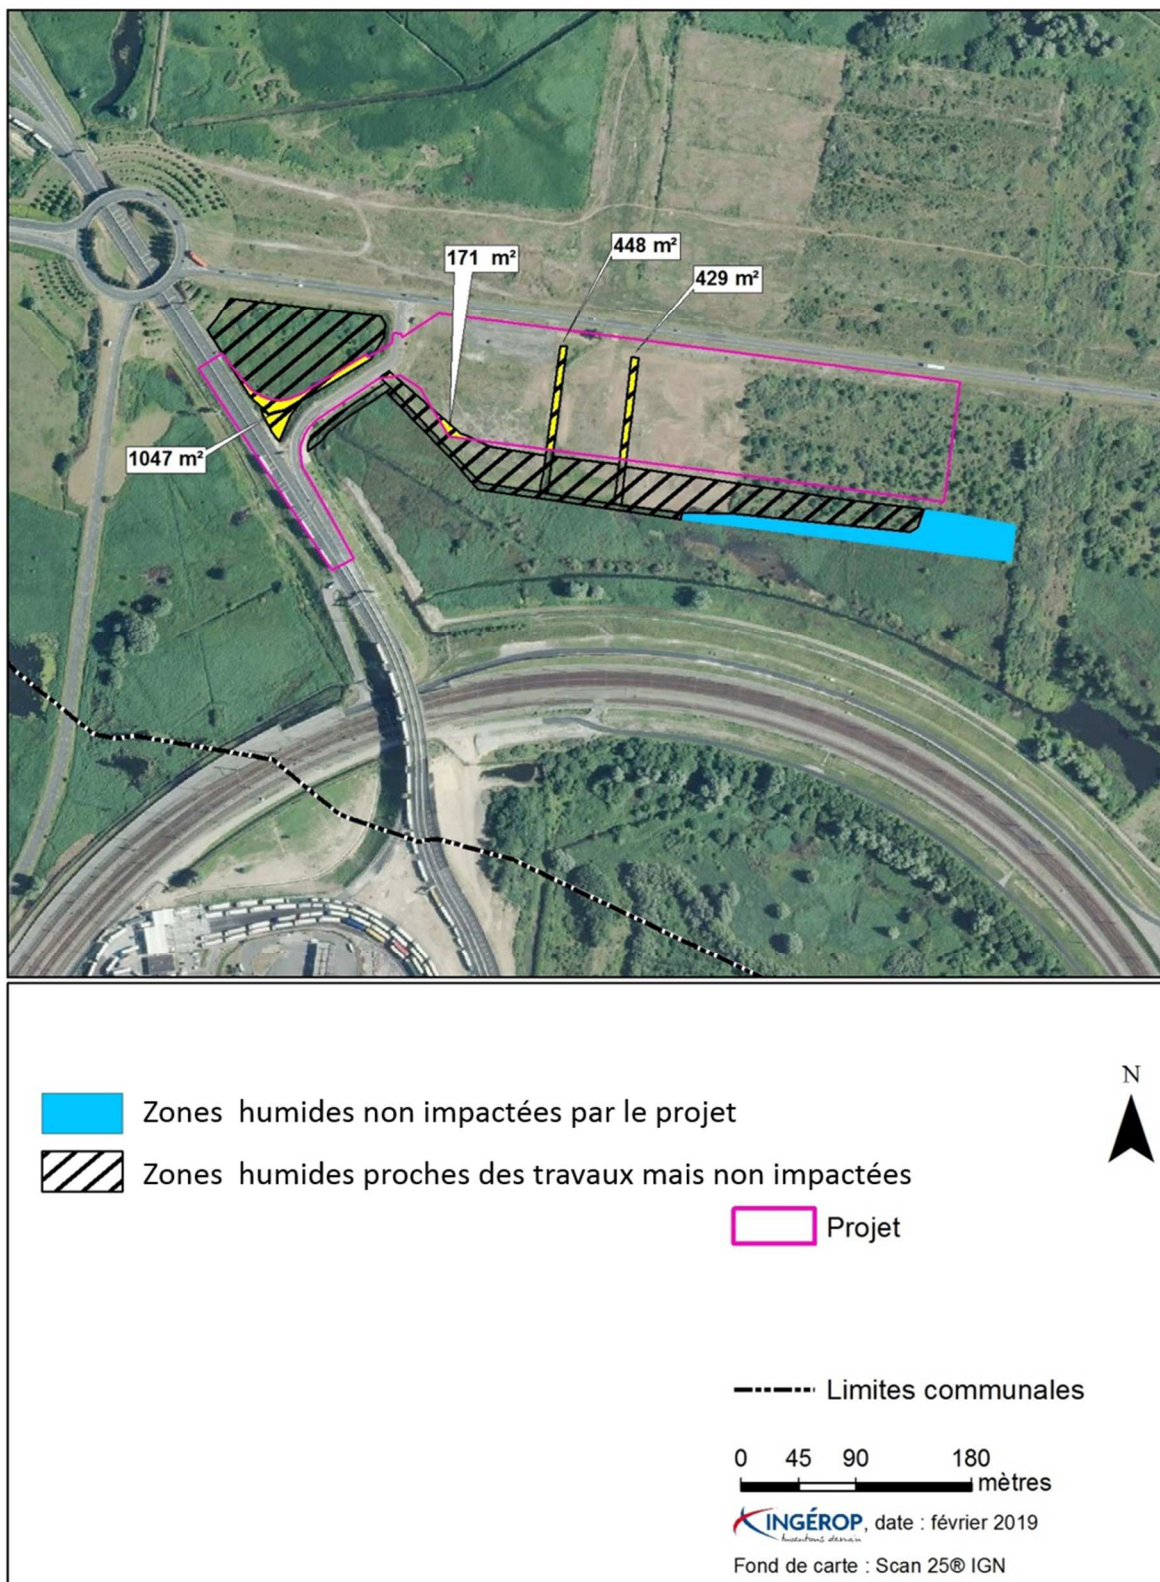 448 m²
171 m²
429 m²
1047 m²
Zones humides non impactées par le projet
N
Zones humides proches des travaux mais non impactées
Projet
Limites communales
0 45 90 180
mètres
INGÉROP, date : février 2019
Inventons demain
Fond de carte : Scan 25® IGN